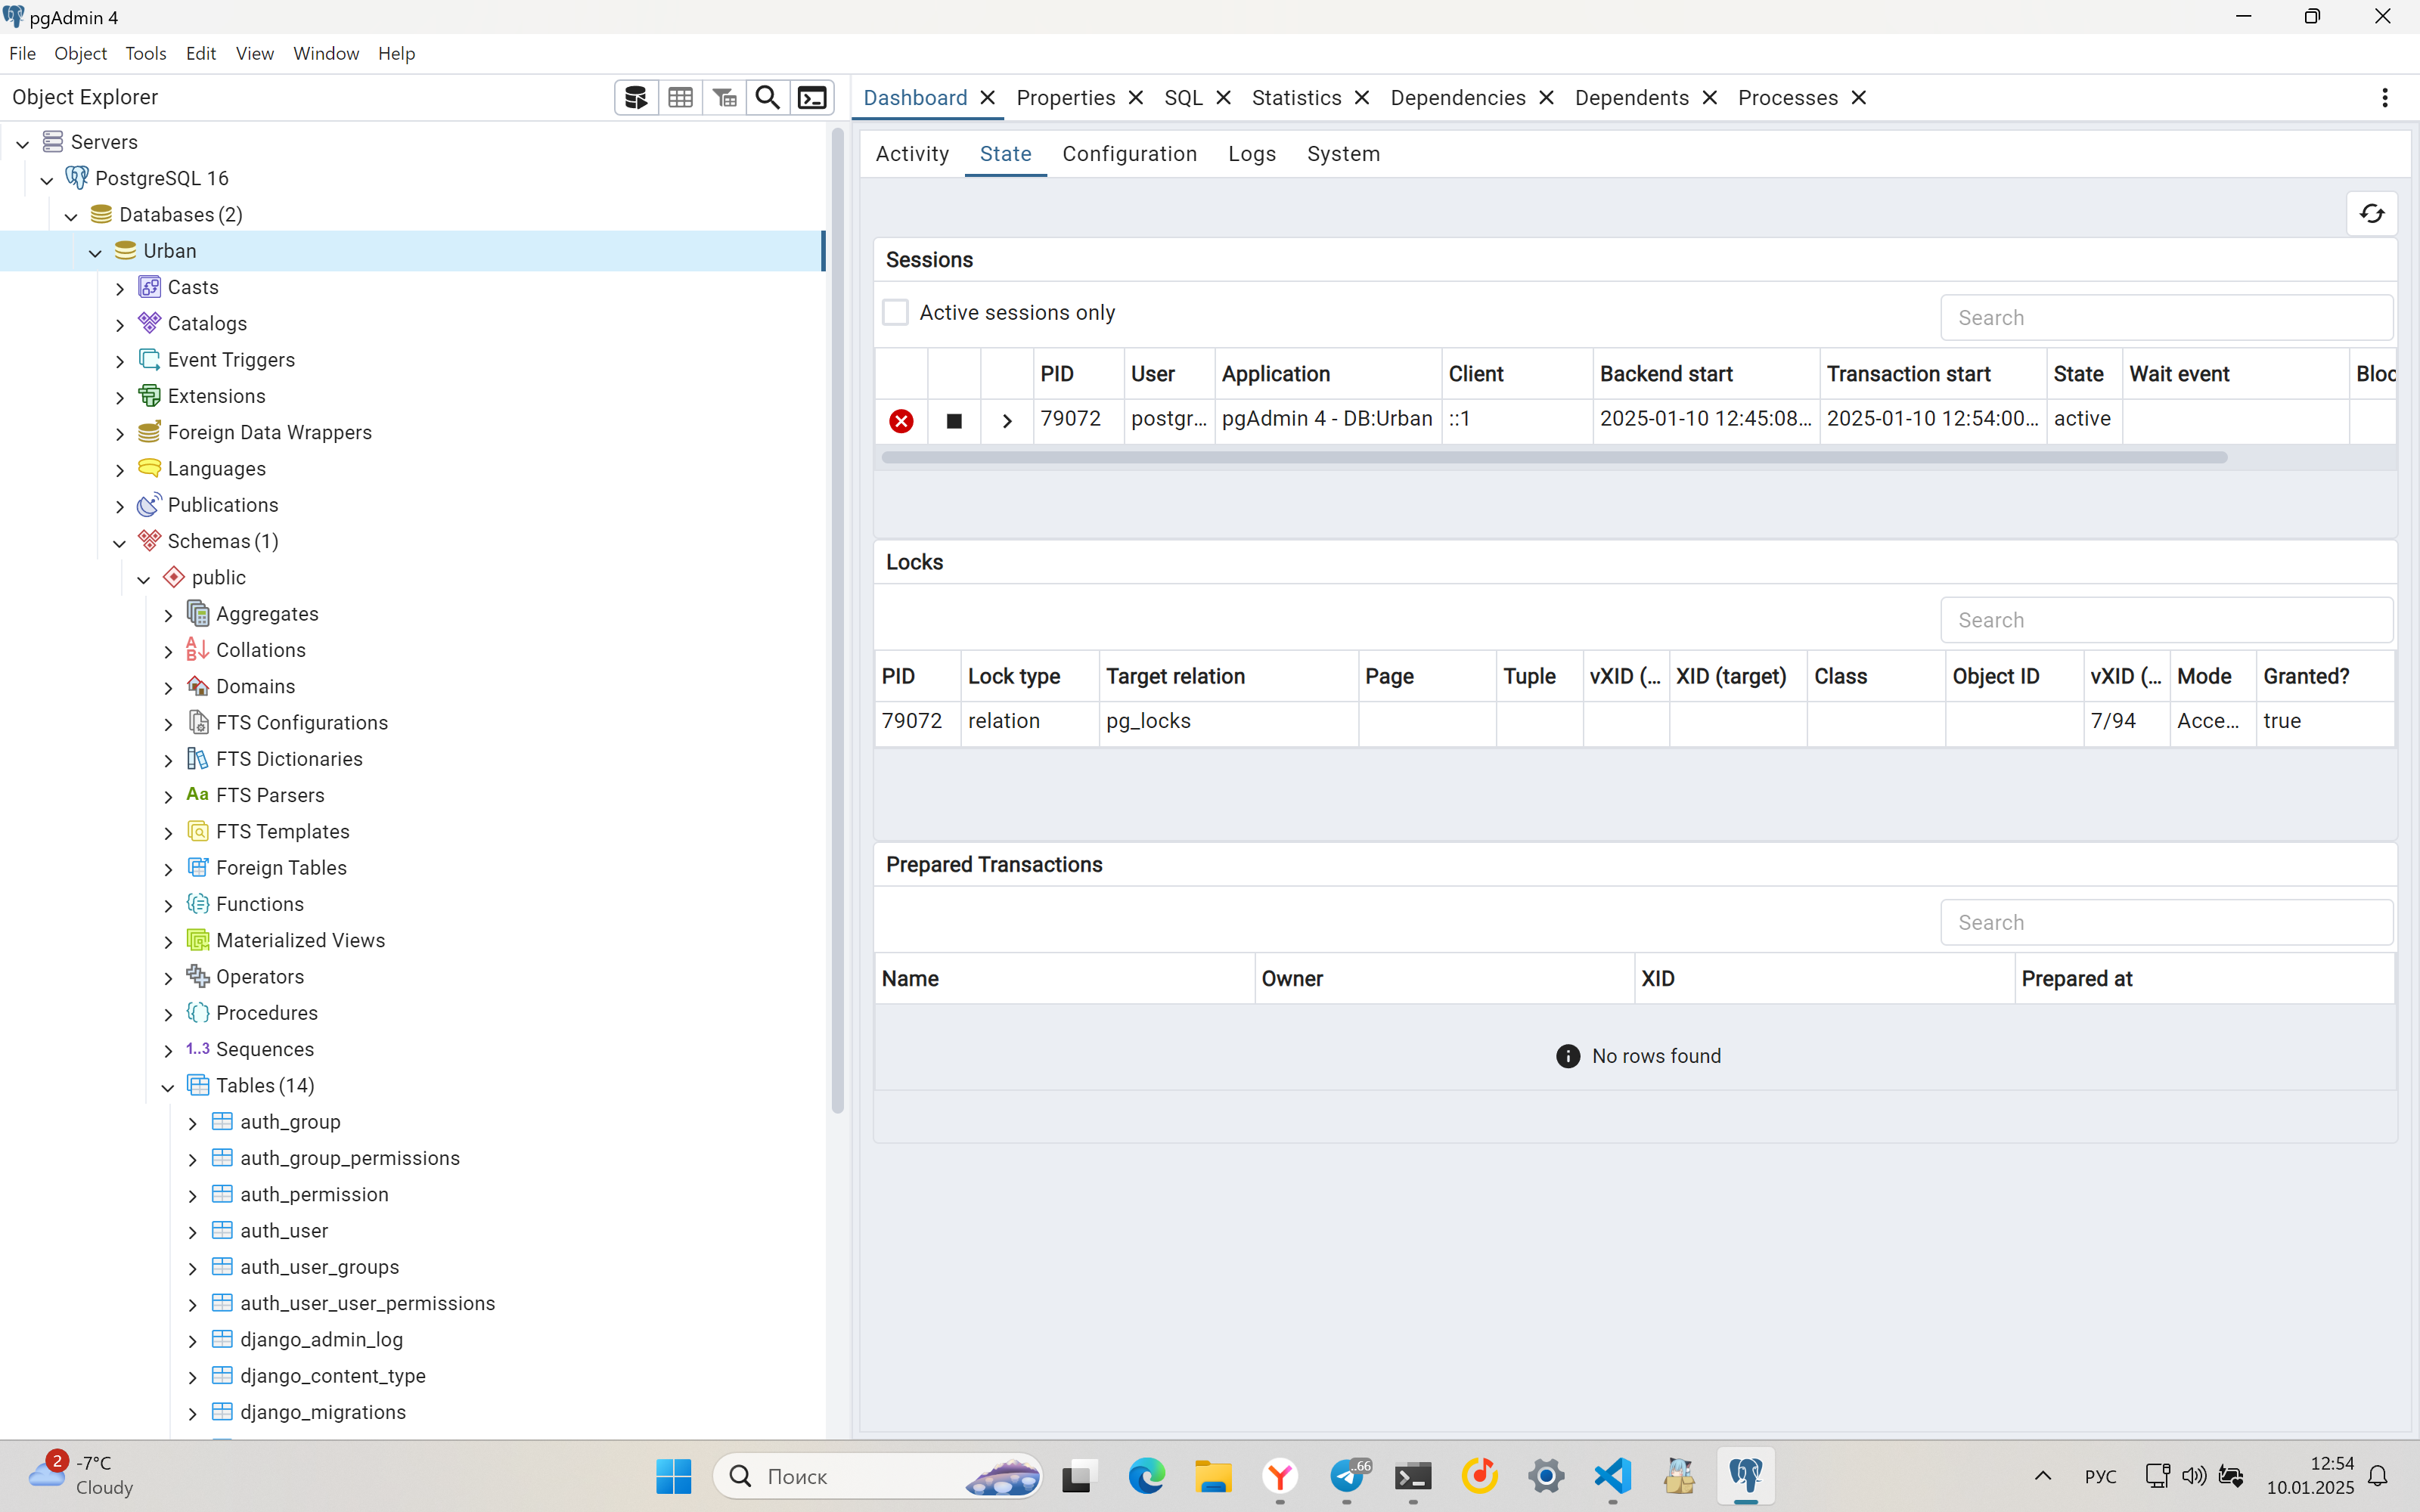 pgAdmin 4
File Object Tools Edit View Window Help
Object Explorer
Dashboard Properties SQL Statistics Dependencies Dependents Processes
Servers
PostgreSQL 16
Databases (2)
Urban
Casts
Catalogs
Event Triggers
Extensions
Foreign Data Wrappers
Languages
Publications
Schemas (1)
public
Aggregates
Collations
Domains
FTS Configurations
FTS Dictionaries
Aa FTS Parsers
FTS Templates
Foreign Tables
Functions
Materialized Views
Operators
Procedures
1..3 Sequences
Tables (14)
auth_group
auth_group_permissions
auth_permission
auth_user
auth_user_groups
auth_user_user_permissions
django_admin_log
django_content_type
django_migrations
Activity State Configuration Logs System
Sessions
Active sessions only
Search
PID User Application Client Backend start Transaction start State Wait event Bloc
79072 postgr... pgAdmin 4 - DB:Urban ::1 2025-01-10 12:45:08... 2025-01-10 12:54:00... active
Locks
Search
PID Lock type Target relation Page Tuple vXID (... XID (target) Class Object ID vXID (... Mode Granted?
79072 relation pg_locks 7/94 Acce... true
Prepared Transactions
Search
Name Owner XID Prepared at
No rows found
2
-7°C
Cloudy
Поиск
..66
РУС
12:54
10.01.2025